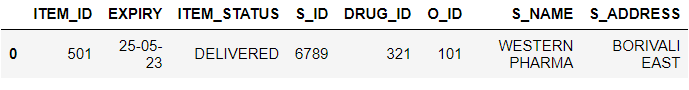 ITEM_ID EXPIRY ITEM_STATUS S_ID DRUG_ID O_ID S_NAME S_ADDRESS
0 501 25-05-23 DELIVERED 6789 321 101 WESTERN PHARMA BORIVALI EAST